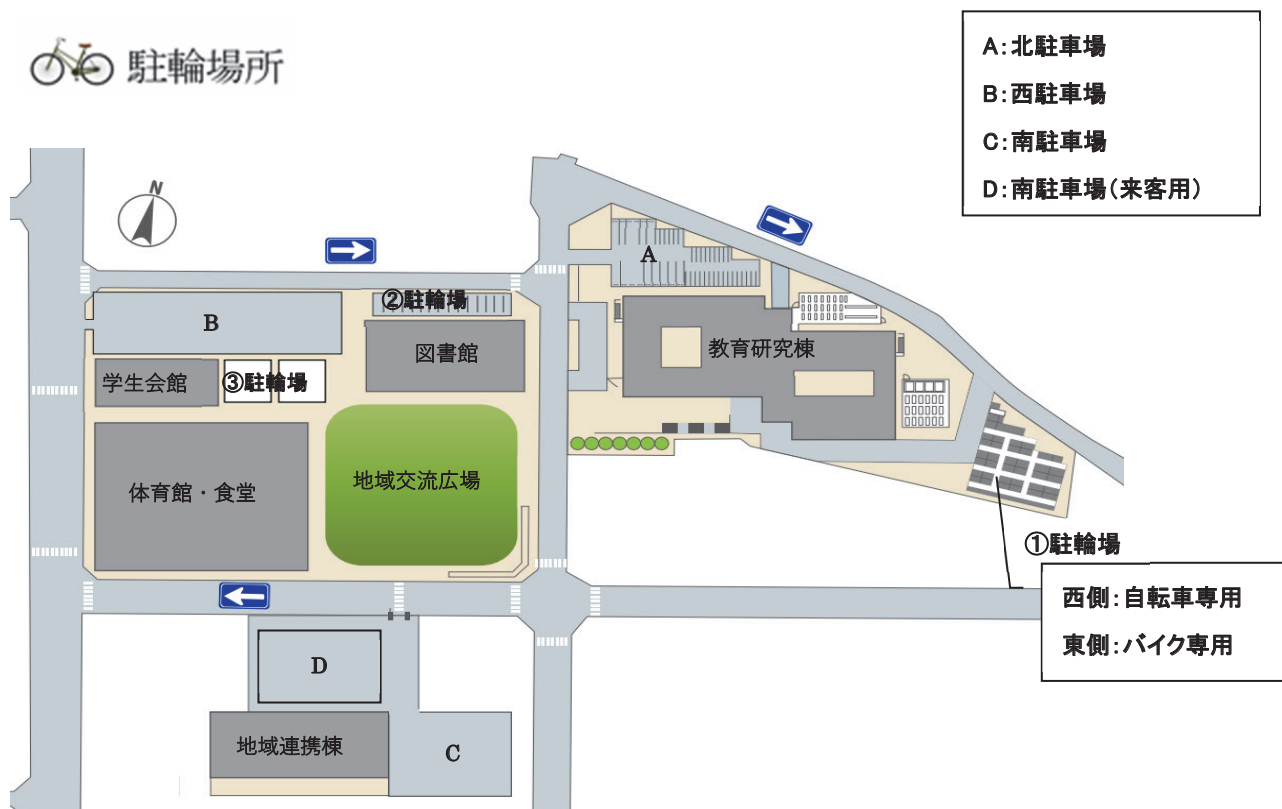 駐輪場所
A：北駐車場
B：西駐車場
C：南駐車場
D：南駐車場（来客用）
N
A
②駐輪場
B
図書館
教育研究棟
学生会館
③駐輪場
地域交流広場
体育館・食堂
①駐輪場
西側：自転車専用
東側：バイク専用
D
地域連携棟
C